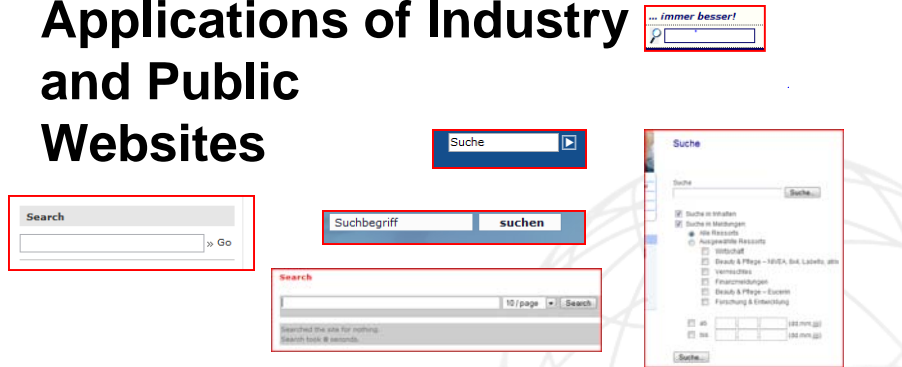 Applications of Industry
and Public
Websites
... immer besser!
Suche
Search
» Go
Suchbegriff suchen
Search
10 / page Search
Searched the site for nothing.
Search took 0 seconds.
Suche
Suche
Suche...
Suche in Inhalten
Suche in Meldungen
Alle Ressorts
Ausgewählte Ressorts
Wirtschaft
Beauty & Pflege – NIVEA, 8x4, Labello, atrix
Vermischtes
Finanzmeldungen
Beauty & Pflege – Eucerin
Forschung & Entwicklung
ab (dd.mm.jjjj)
bis (dd.mm.jjjj)
Suche...